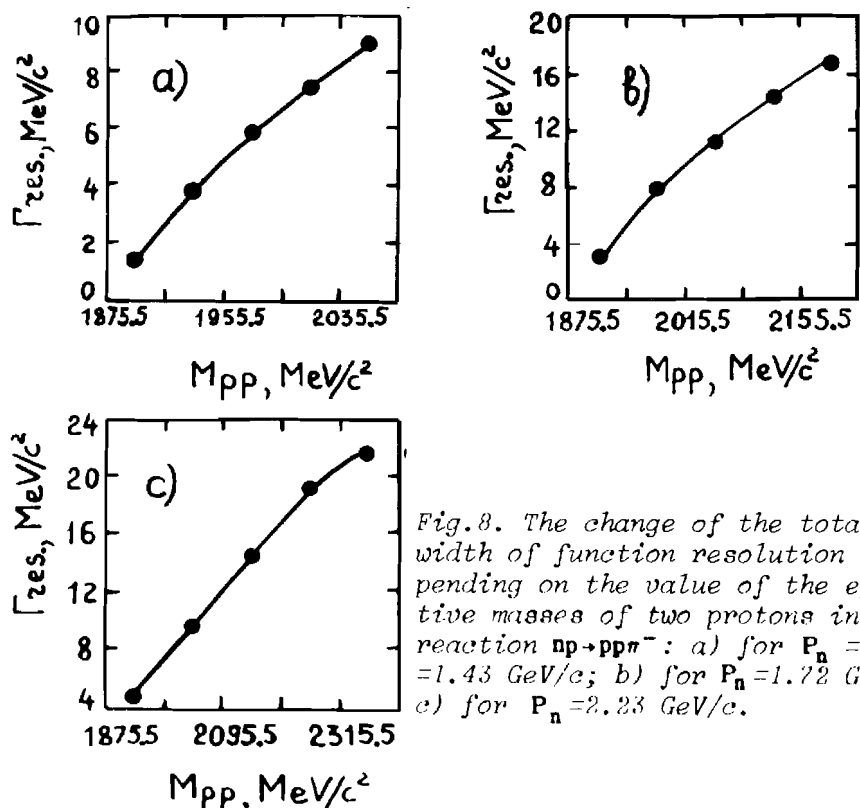 10
8
6
4
2
0
a)
Γres., MeV/c²
1875.5 1955.5 2035.5
Mpp, MeV/c²
20
16
12
8
4
0
б)
Γres., MeV/c²
1875.5 2015.5 2155.5
Mpp, MeV/c²
24
20
16
12
8
4
c)
Γres., MeV/c²
1875.5 2095.5 2315.5
Mpp, MeV/c²
Fig.8. The change of the tota
width of function resolution
pending on the value of the e
tive masses of two protons in
reaction np→ppπ⁻: a) for Pn =
=1.43 GeV/c; b) for Pn=1.72 G
c) for Pn=2.23 GeV/c.